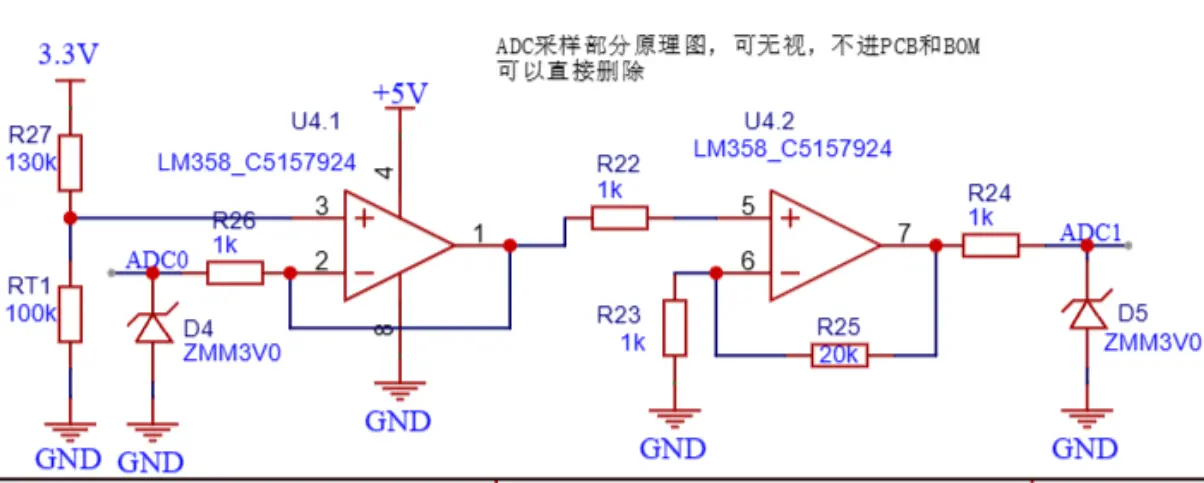 ADC采样部分原理图，可无视，不进PCB和BOM
可以直接删除
3.3V
+5V
U4.1
U4.2
R27
130k
LM358_C5157924
4
LM358_C5157924
R22
1k
R24
1k
3
R26
1k
1
5
7
ADC1
ADC0
2
6
RT1
100k
D4
ZMM3V0
8
R23
1k
R25
20k
D5
ZMM3V0
GND
GND
GND
GND
GND